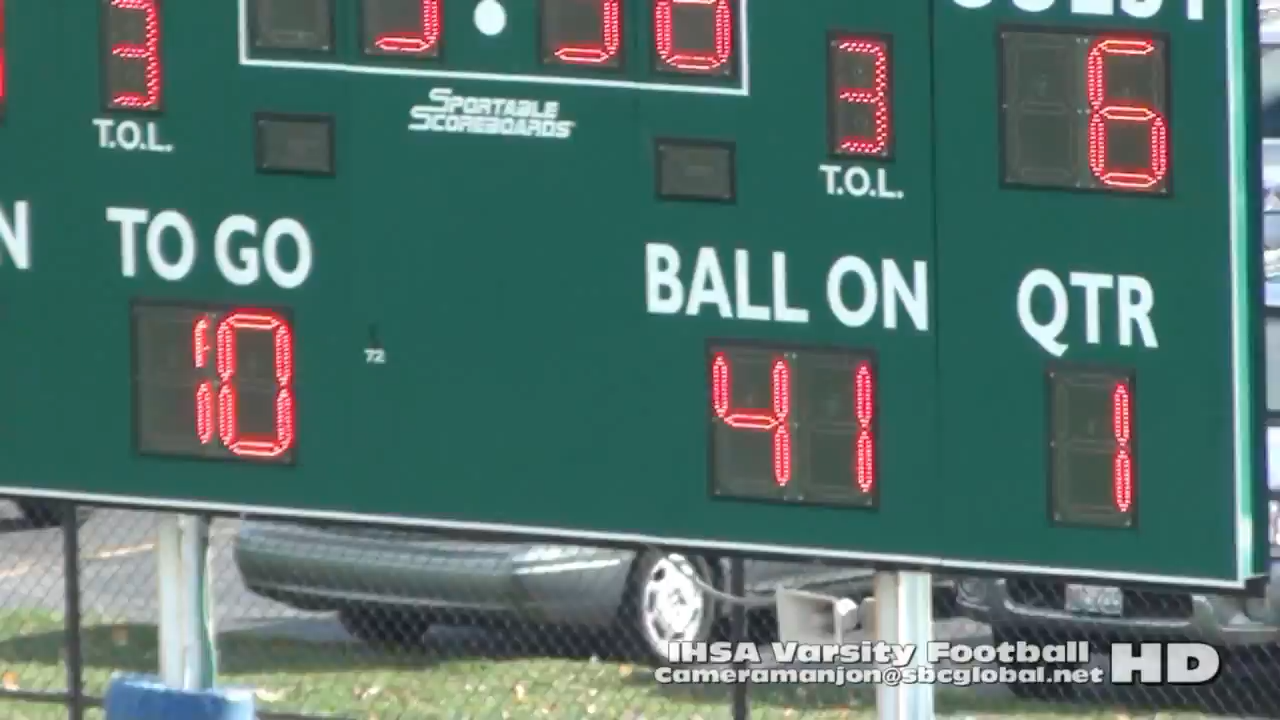 3
T.O.L.
SPORTABLE
SCOREBOARDS
3
T.O.L.
6
TO GO
10
72
BALL ON
41
QTR
1
IHSA Varsity Football
cameramanjon@sbcglobal.net HD